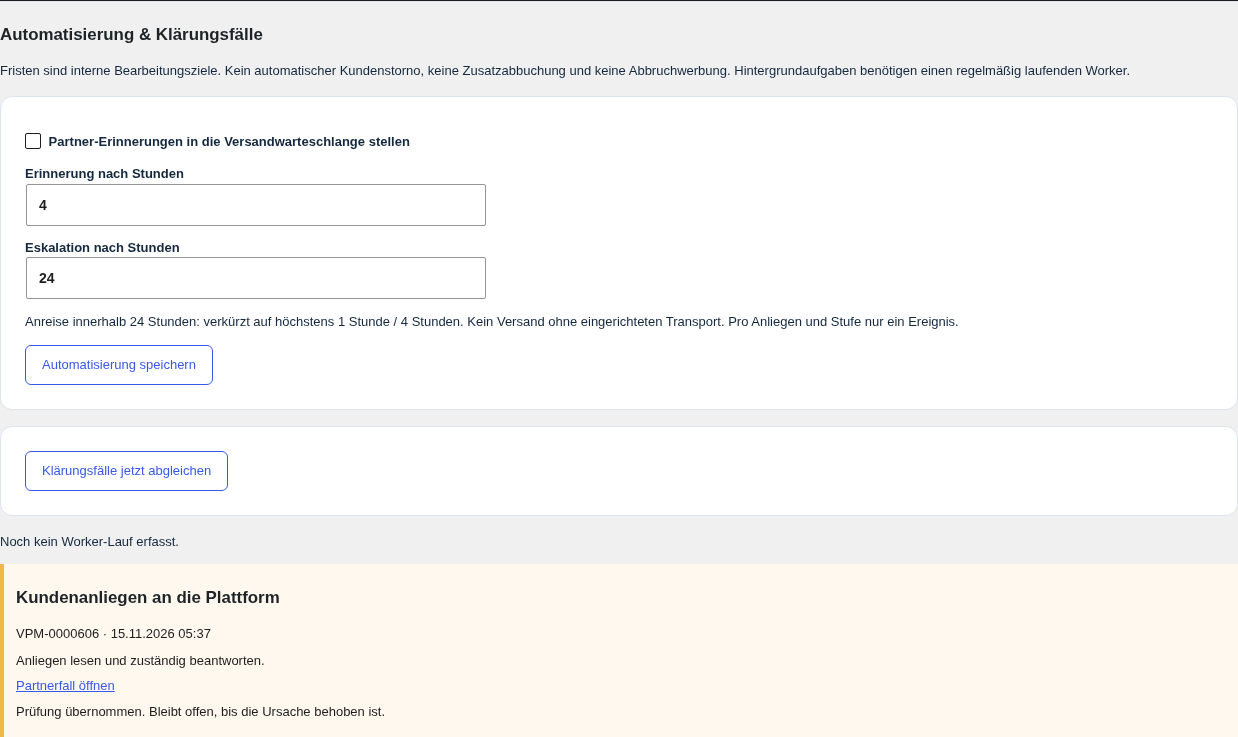 Automatisierung & Klärungsfälle
Fristen sind interne Bearbeitungsziele. Kein automatischer Kundenstorno, keine Zusatzabbuchung und keine Abbruchwerbung. Hintergrundaufgaben benötigen einen regelmäßig laufenden Worker.
Partner-Erinnerungen in die Versandwarteschlange stellen
Erinnerung nach Stunden
4
Eskalation nach Stunden
24
Anreise innerhalb 24 Stunden: verkürzt auf höchstens 1 Stunde / 4 Stunden. Kein Versand ohne eingerichteten Transport. Pro Anliegen und Stufe nur ein Ereignis.
Automatisierung speichern
Klärungsfälle jetzt abgleichen
Noch kein Worker-Lauf erfasst.
Kundenanliegen an die Plattform
VPM-0000606 · 15.11.2026 05:37
Anliegen lesen und zuständig beantworten.
Partnerfall öffnen
Prüfung übernommen. Bleibt offen, bis die Ursache behoben ist.